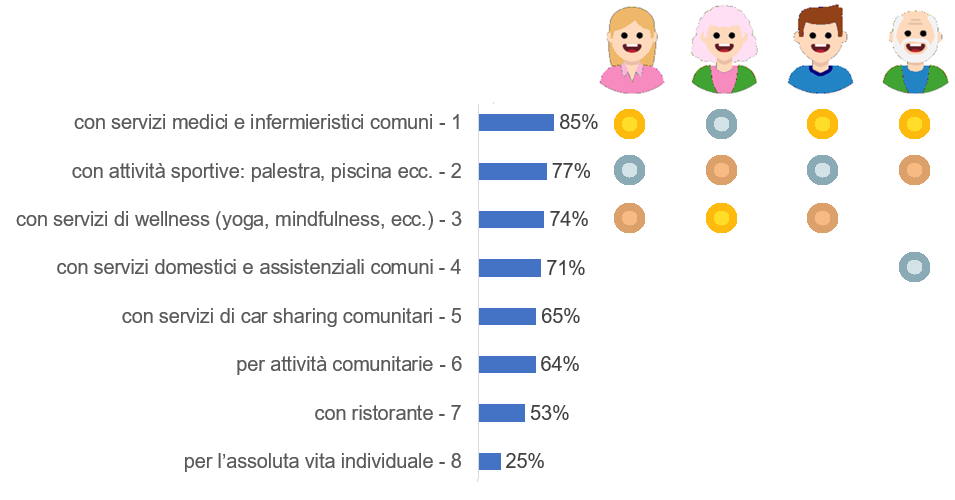 con servizi medici e infermieristici comuni - 1 85%
con attività sportive: palestra, piscina ecc. - 2 77%
con servizi di wellness (yoga, mindfulness, ecc.) - 3 74%
con servizi domestici e assistenziali comuni - 4 71%
con servizi di car sharing comunitari - 5 65%
per attività comunitarie - 6 64%
con ristorante - 7 53%
per l’assoluta vita individuale - 8 25%